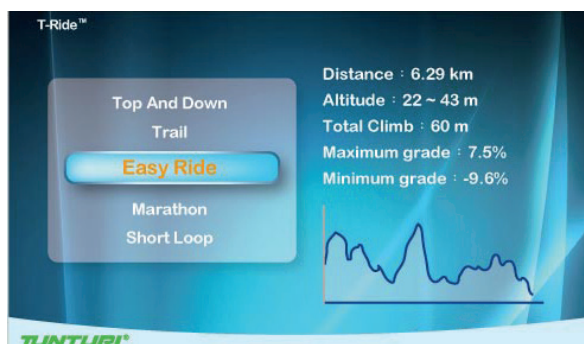 T-Ride™
Top And Down
Trail
Easy Ride
Marathon
Short Loop
Distance : 6.29 km
Altitude : 22 ~ 43 m
Total Climb : 60 m
Maximum grade : 7.5%
Minimum grade : -9.6%
TUNTURI®